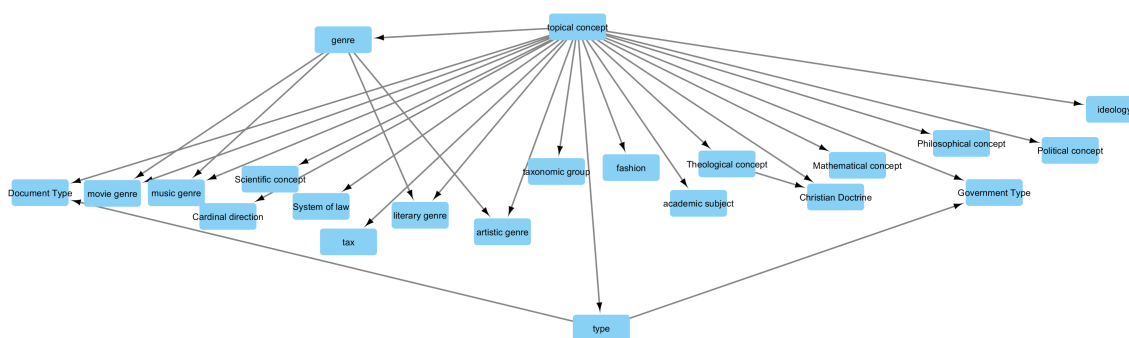 topical concept
genre
ideology
Philosophical concept
Political concept
taxonomic group
fashion
Theological concept
Mathematical concept
Scientific concept
Document Type
movie genre
music genre
Government Type
Christian Doctrine
academic subject
System of law
Cardinal direction
literary genre
artistic genre
tax
type